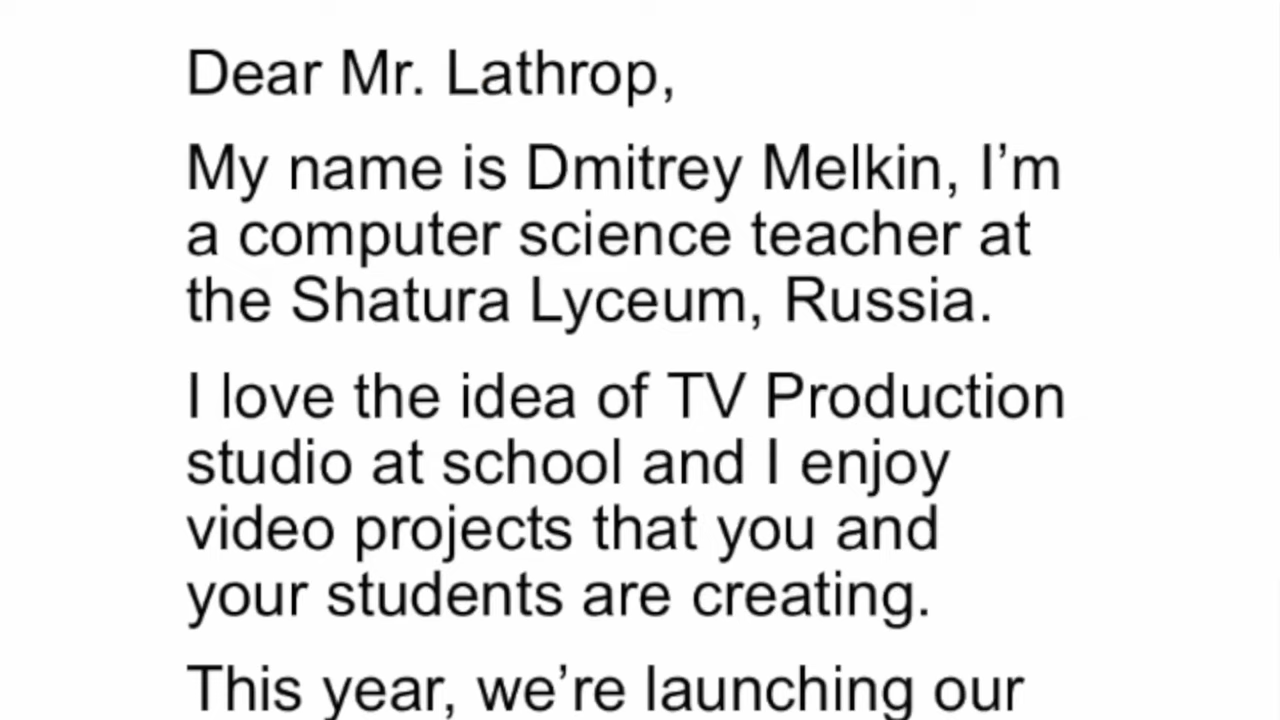 Dear Mr. Lathrop,
My name is Dmitrey Melkin, I’m
a computer science teacher at
the Shatura Lyceum, Russia.
I love the idea of TV Production
studio at school and I enjoy
video projects that you and
your students are creating.
This year, we’re launching our